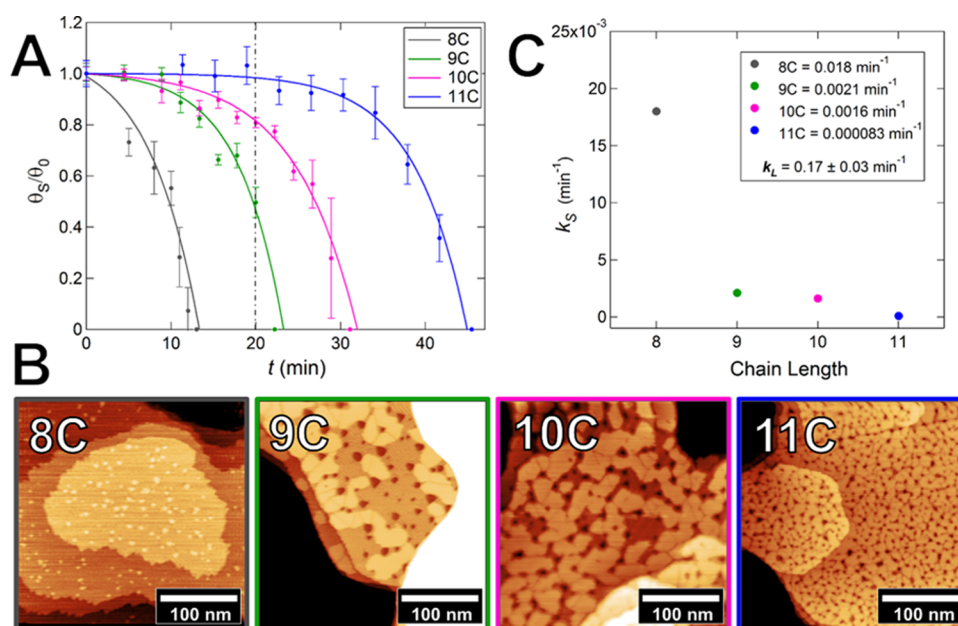 A
1.2
1.0
0.8
0.6
0.4
0.2
0
θS/θ0
0
10
20
30
40
t (min)
8C
9C
10C
11C
C
25x10⁻³
20
15
10
5
0
kS (min⁻¹)
8
9
10
11
Chain Length
8C = 0.018 min⁻¹
9C = 0.0021 min⁻¹
10C = 0.0016 min⁻¹
11C = 0.000083 min⁻¹
kL = 0.17 ± 0.03 min⁻¹
B
8C
100 nm
9C
100 nm
10C
100 nm
11C
100 nm